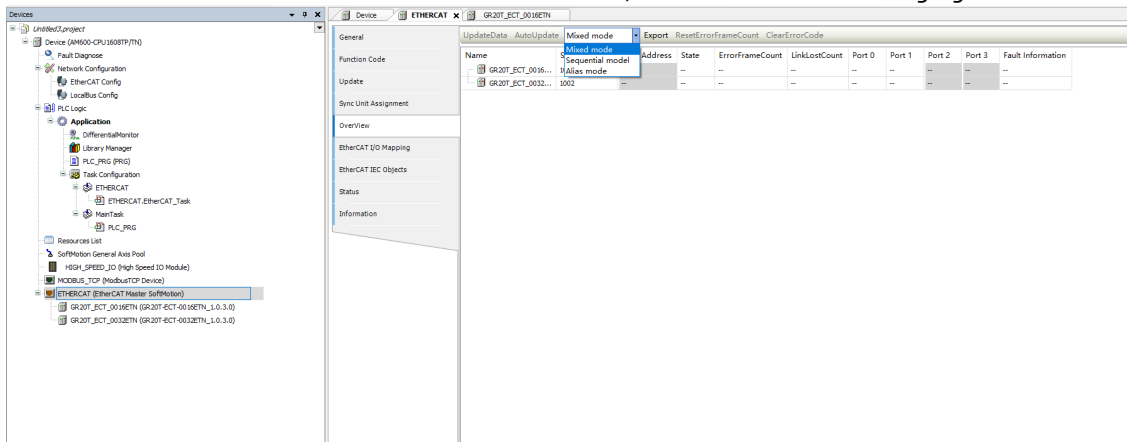 Devices
Untitled3.project
Device (AM600-CPU1608TP/TN)
Fault Diagnose
Network Configuration
EtherCAT Config
LocalBus Config
PLC Logic
Application
DifferentialMonitor
Library Manager
PLC_PRG (PRG)
Task Configuration
ETHERCAT
ETHERCAT.EtherCAT_Task
MainTask
PLC_PRG
Resources List
SoftMotion General Axis Pool
HIGH_SPEED_IO (High Speed IO Module)
MODBUS_TCP (ModbusTCP Device)
ETHERCAT (EtherCAT Master SoftMotion)
GR20T_ECT_0016ETN (GR20T-ECT-0016ETN_1.0.3.0)
GR20T_ECT_0032ETN (GR20T-ECT-0032ETN_1.0.3.0)
Device ETHERCAT GR20T_ECT_0016ETN
General
Function Code
Update
Sync Unit Assignment
OverView
EtherCAT I/O Mapping
EtherCAT IEC Objects
Status
Information
UpdateData AutoUpdate Mixed mode Export ResetErrorFrameCount ClearErrorCode
Mixed mode
Sequential model
Alias mode
Name Address State ErrorFrameCount LinkLostCount Port 0 Port 1 Port 2 Port 3 Fault Information
GR20T_ECT_0016... -- -- -- -- -- -- -- --
GR20T_ECT_0032... 1002 -- -- -- -- -- -- -- -- --